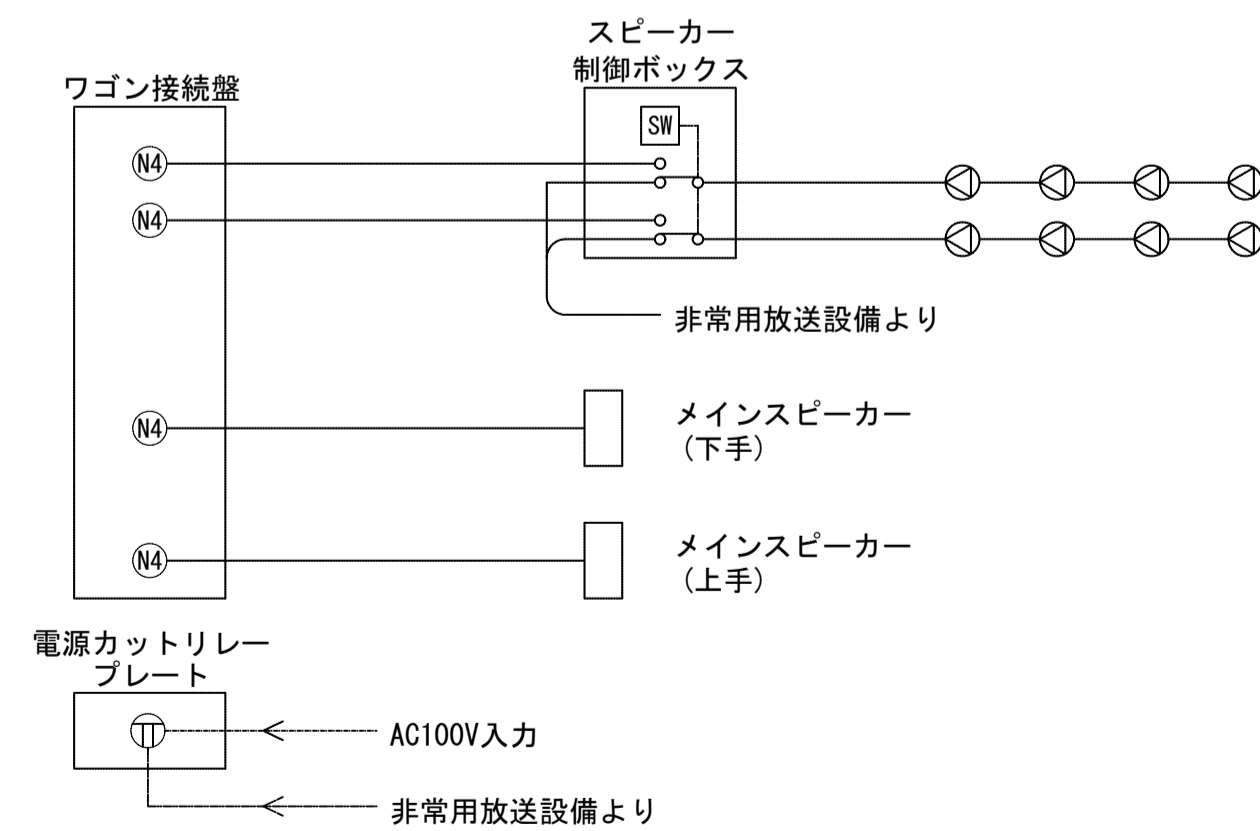 スピーカー
制御ボックス
ワゴン接続盤
SW
N4
N4
非常用放送設備より
N4
メインスピーカー
(下手)
N4
メインスピーカー
(上手)
電源カットリレー
プレート
AC100V入力
非常用放送設備より